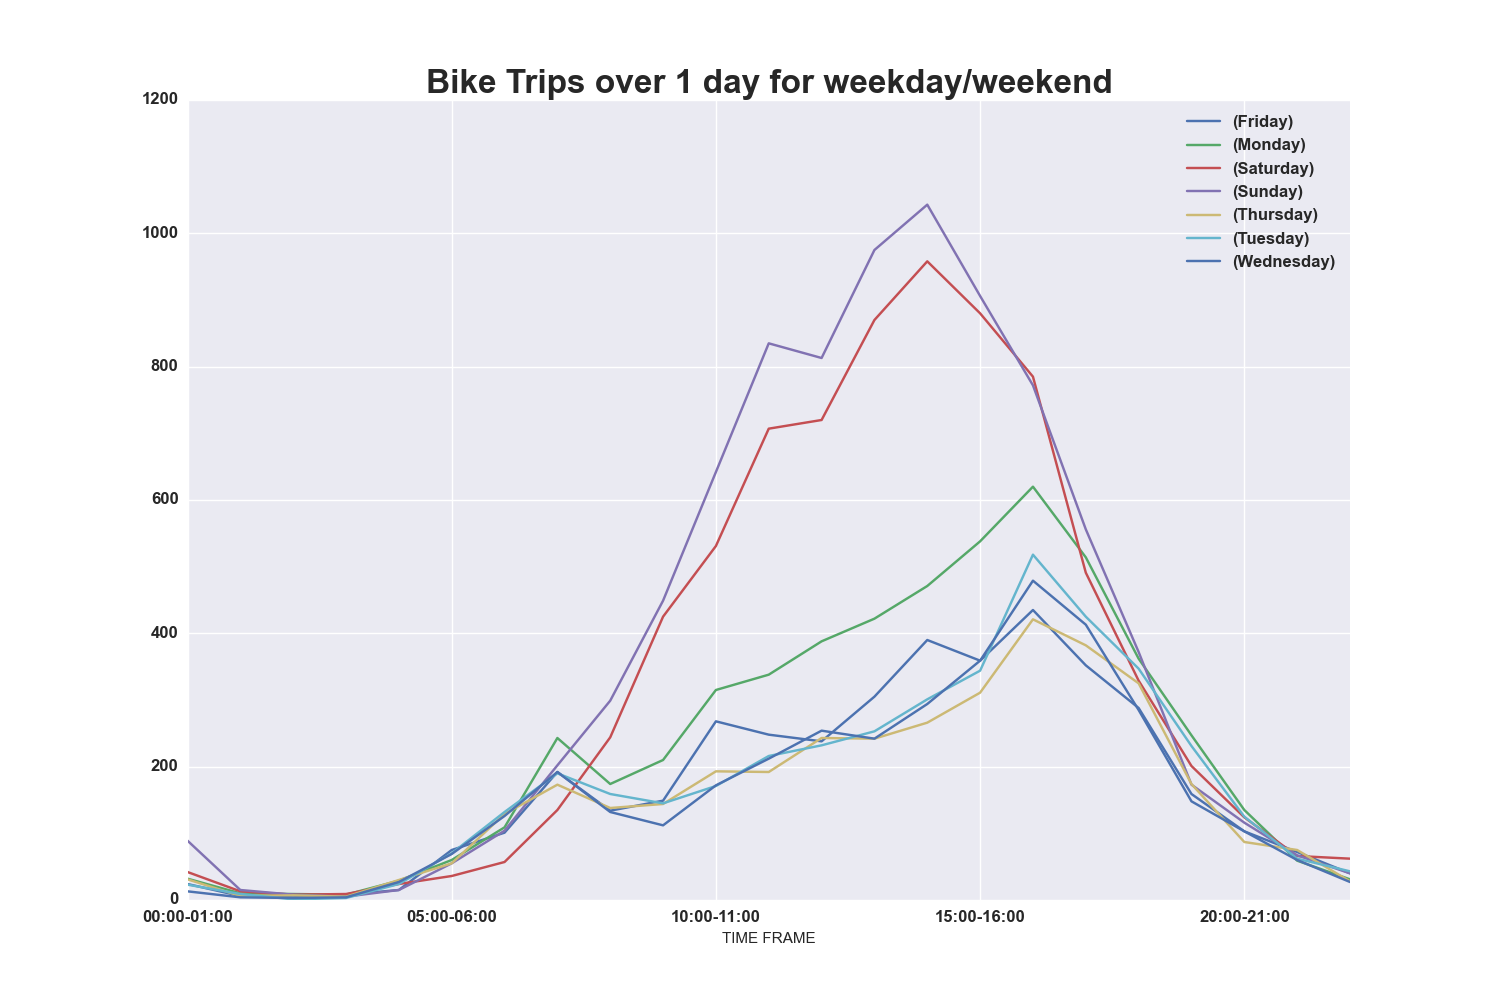 Bike Trips over 1 day for weekday/weekend
1200
1000
800
600
400
200
0
(Friday)
(Monday)
(Saturday)
(Sunday)
(Thursday)
(Tuesday)
(Wednesday)
00:00-01:00 05:00-06:00 10:00-11:00 15:00-16:00 20:00-21:00
TIME FRAME